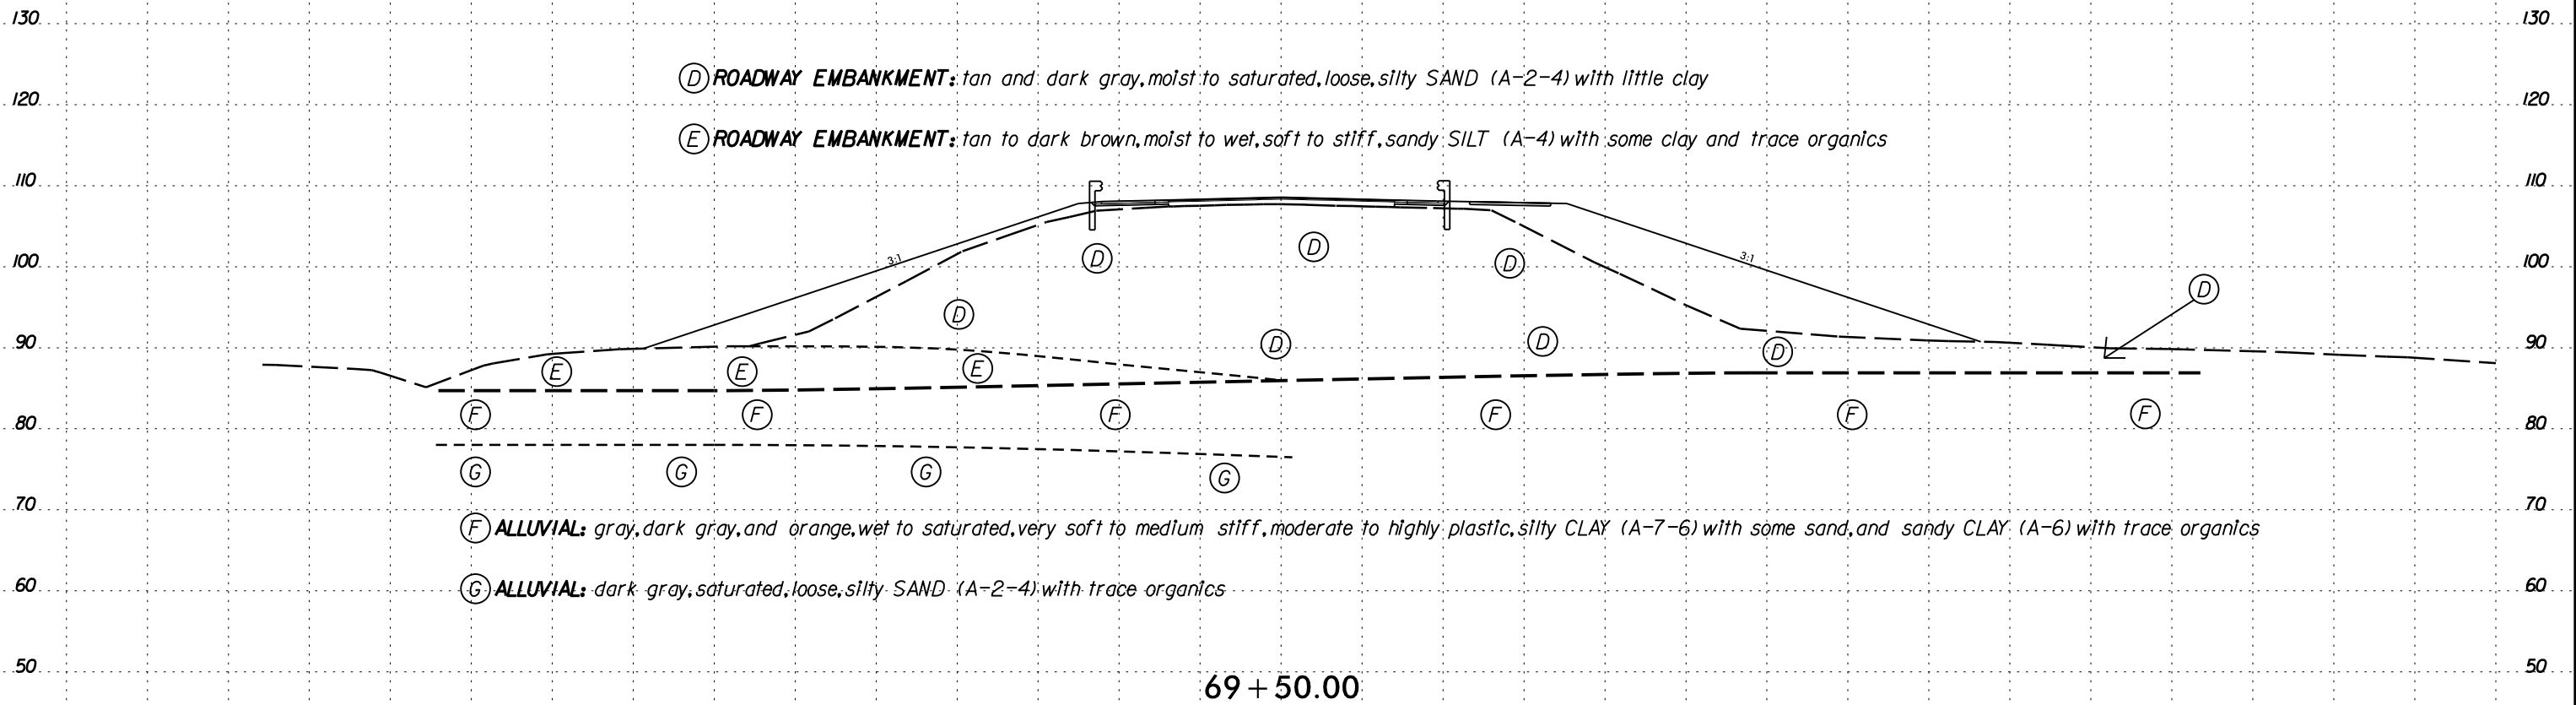 130 130
D ROADWAY EMBANKMENT: tan and dark gray, moist to saturated, loose, silty SAND (A-2-4) with little clay
120 120
E ROADWAY EMBANKMENT: tan to dark brown, moist to wet, soft to stiff, sandy SILT (A-4) with some clay and trace organics
110 110
3:1 D D D 3:1
100 100
D D
90 D D D 90
E E E
F F F F F F
80 80
G G G G
70 70
F ALLUVIAL: gray, dark gray, and orange, wet to saturated, very soft to medium stiff, moderate to highly plastic, silty CLAY (A-7-6) with some sand, and sandy CLAY (A-6) with trace organics
60 60
G ALLUVIAL: dark gray, saturated, loose, silty SAND (A-2-4) with trace organics
50 50
69+50.00